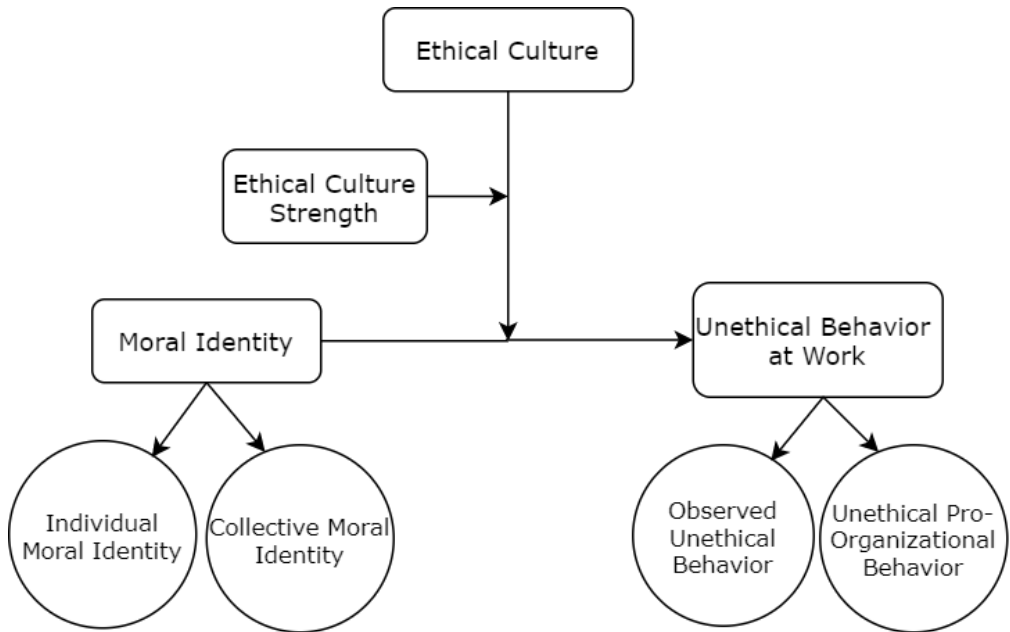 Ethical Culture
Ethical Culture
Strength
Moral Identity
Unethical Behavior
at Work
Individual
Moral Identity
Collective Moral
Identity
Observed
Unethical
Behavior
Unethical Pro-
Organizational
Behavior